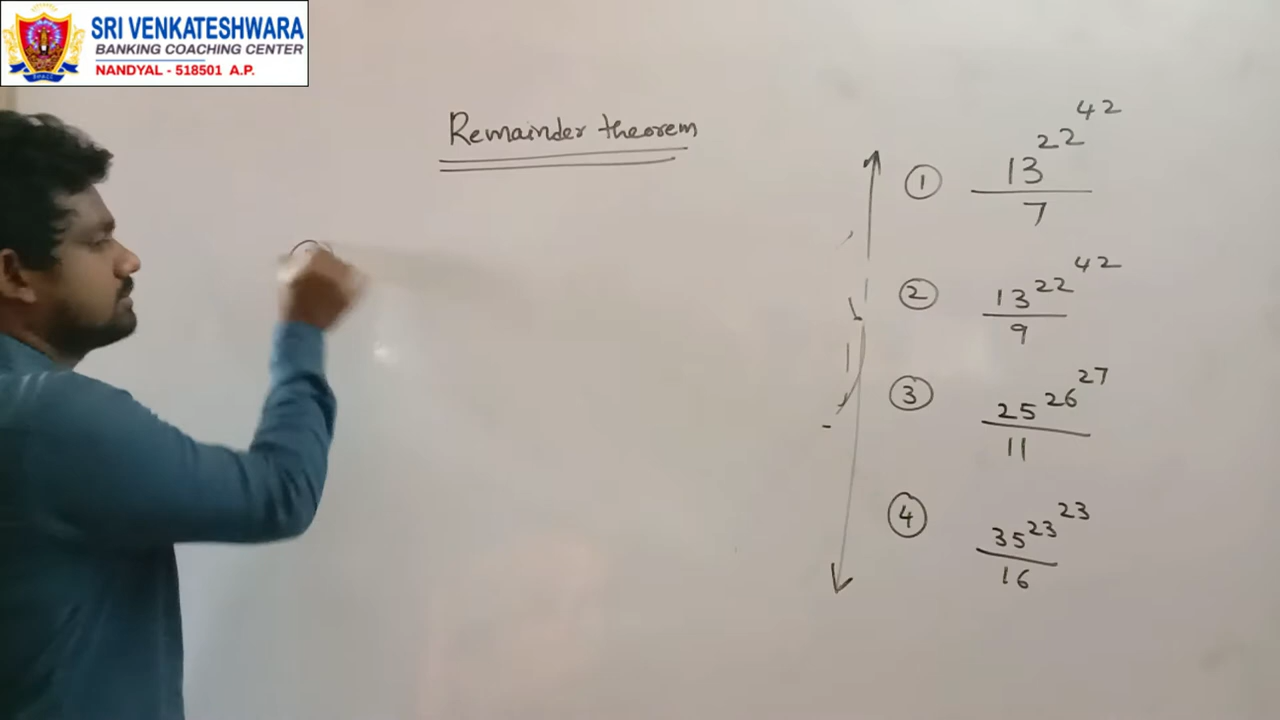 SRI VENKATESHWARA
BANKING COACHING CENTER
NANDYAL - 518501 A.P.
Remainder theorem
① 13^22^42
7
② 13^22^42
9
③ 25^26^27
11
④ 35^23^23
16